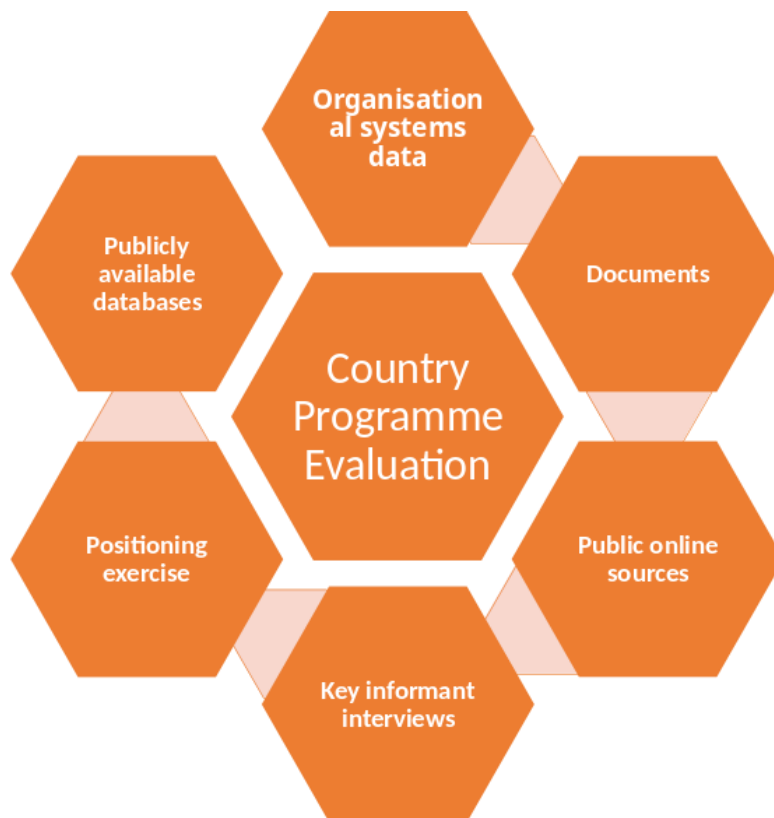 Organisation
al systems
data
Publicly
available
databases
Documents
Country
Programme
Evaluation
Positioning
exercise
Public online
sources
Key informant
interviews